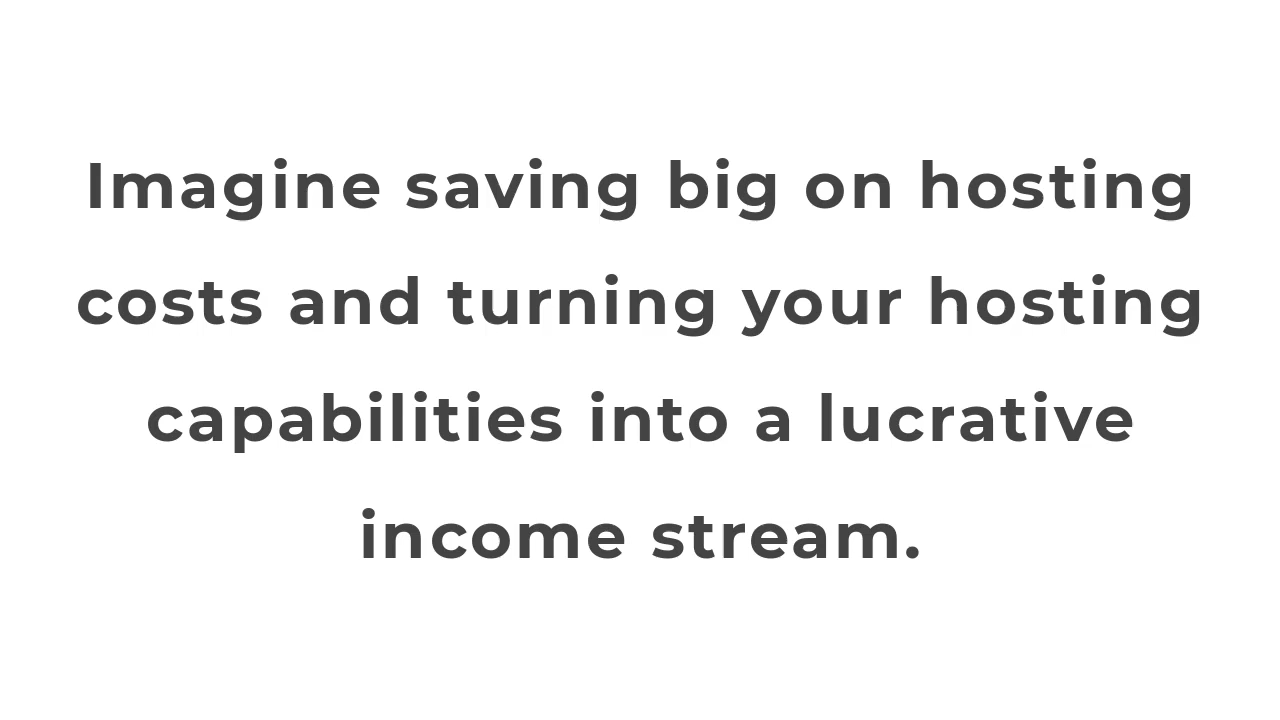 Imagine saving big on hosting
costs and turning your hosting
capabilities into a lucrative
income stream.